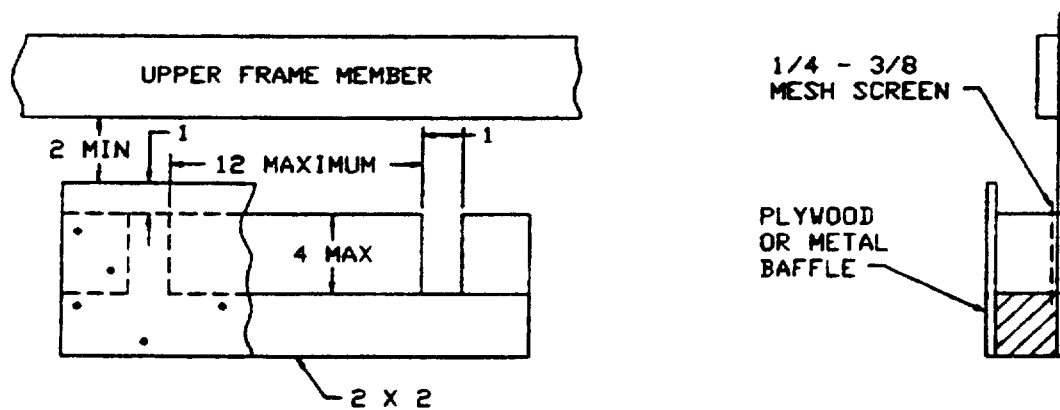 UPPER FRAME MEMBER
1/4 - 3/8
MESH SCREEN
2 MIN
1
12 MAXIMUM
1
4 MAX
PLYWOOD
OR METAL
BAFFLE
2 X 2